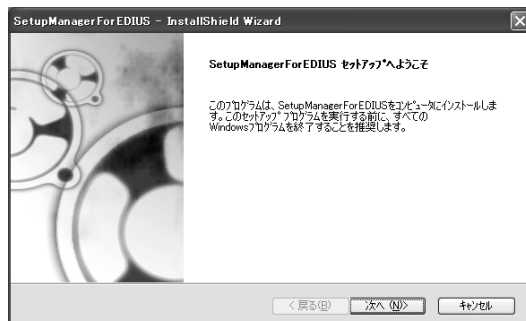 SetupManagerForEDIUS - InstallShield Wizard
SetupManagerForEDIUS ｾｯﾄｱｯﾌﾟへようこそ
このﾌﾟﾛｸﾞﾗﾑは、SetupManagerForEDIUSをｺﾝﾋﾟｭｰﾀにｲﾝｽﾄｰﾙしま
す。このｾｯﾄｱｯﾌﾟ ﾌﾟﾛｸﾞﾗﾑを実行する前に、すべての
Windowsﾌﾟﾛｸﾞﾗﾑを終了することを推奨します。
< 戻る(B)
次へ (N)>
ｷｬﾝｾﾙ